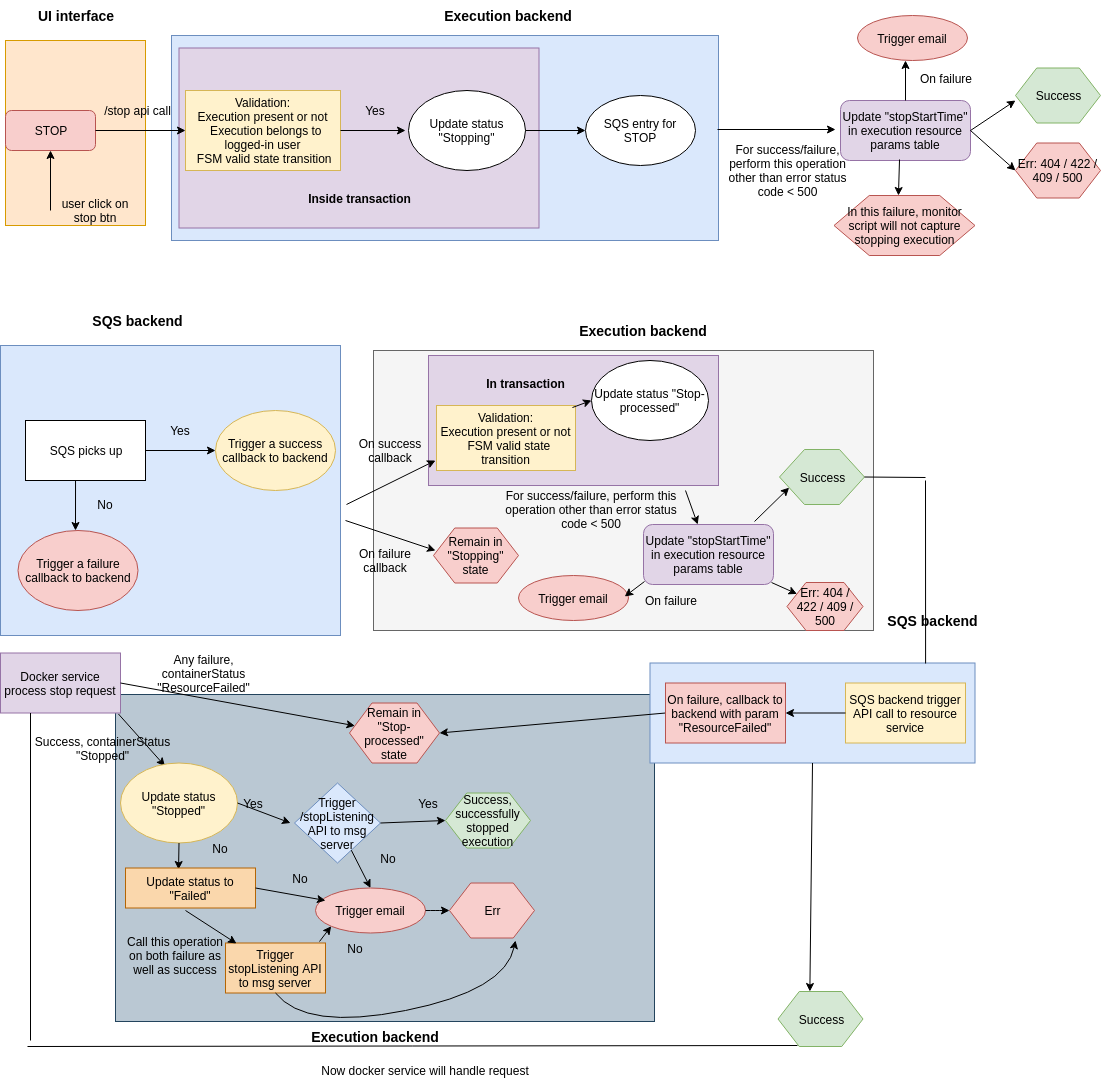 UI interface
Execution backend
Trigger email
On failure
Success
STOP
/stop api call
Validation:
Execution present or not
Execution belongs to
logged-in user
FSM valid state transition
Yes
Update status
"Stopping"
SQS entry for
STOP
Inside transaction
user click on
stop btn
For success/failure,
perform this operation
other than error status
code < 500
Update "stopStartTime"
in execution resource
params table
Err: 404 / 422 /
409 / 500
In this failure, monitor
script will not capture
stopping execution
SQS backend
Execution backend
SQS picks up
Yes
Trigger a success
callback to backend
No
Trigger a failure
callback to backend
On success
callback
On failure
callback
In transaction
Update status "Stop-
processed"
Validation:
Execution present or not
FSM valid state
transition
For success/failure, perform this
operation other than error status
code < 500
Remain in
"Stopping"
state
Update "stopStartTime"
in execution resource
params table
Success
Trigger email
On failure
Err: 404 /
422 / 409 /
500
SQS backend
On failure, callback to
backend with param
"ResourceFailed"
SQS backend trigger
API call to resource
service
Docker service
process stop request
Any failure,
containerStatus
"ResourceFailed"
Remain in
"Stop-
processed"
state
Success, containerStatus
"Stopped"
Update status
"Stopped"
Yes
Trigger
/stopListening
API to msg
server
Yes
Success,
successfully
stopped
execution
No
No
Update status to
"Failed"
No
Trigger email
Err
Call this operation
on both failure as
well as success
Trigger
stopListening API
to msg server
No
Success
Execution backend
Now docker service will handle request